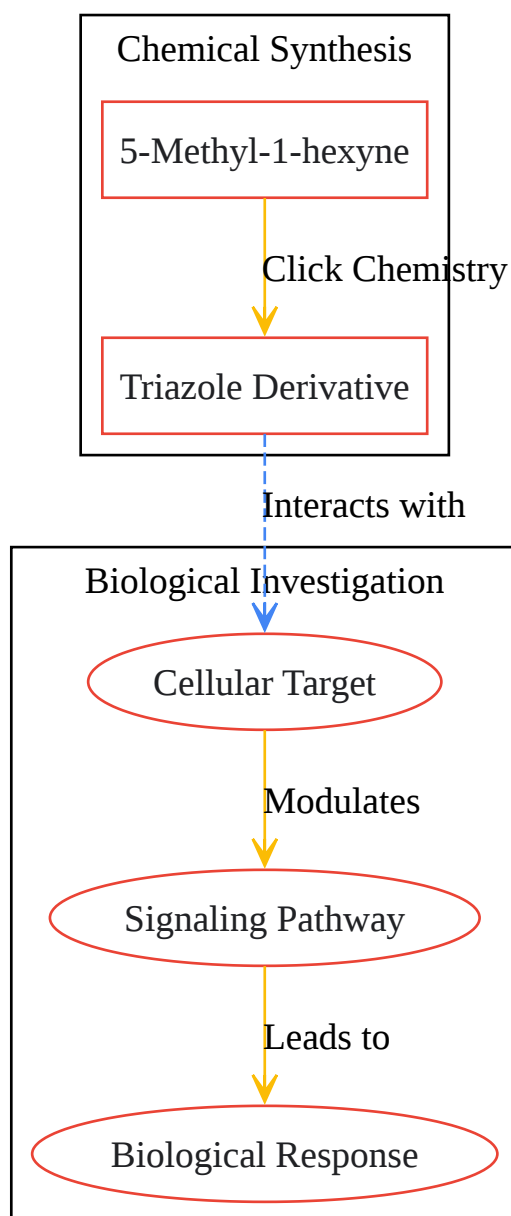 Chemical Synthesis
5-Methyl-1-hexyne
Click Chemistry
Triazole Derivative
Interacts with
Biological Investigation
Cellular Target
Modulates
Signaling Pathway
Leads to
Biological Response